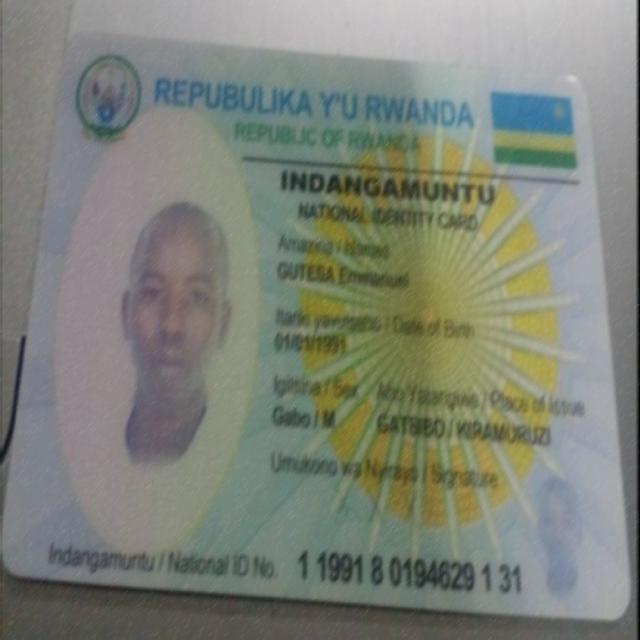 REPUBULIKA Y'U RWANDA
REPUBLIC OF RWANDA
INDANGAMUNTU
NATIONAL IDENTITY CARD
Amazina / Names
GUTESA Emmanuel
Itariki yavutseho / Date of Birth
01/01/1991
Igitsina / Sex Aho Yatangiwe / Place of Issue
Gabo / M GATSIBO / KIRAMURUZI
Umukono wa Nyirayo / Signature
Indangamuntu / National ID No. 1 1991 8 0194629 1 31